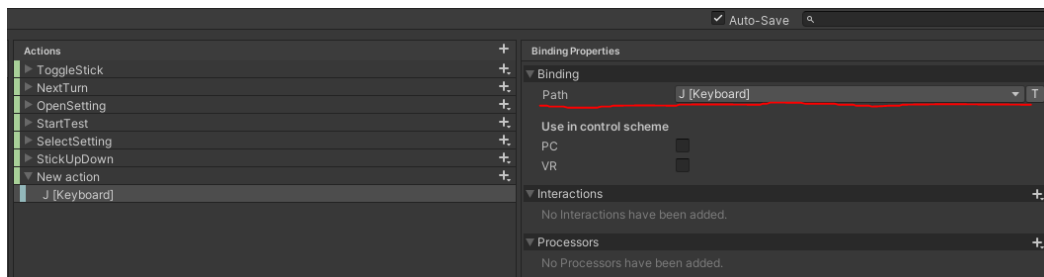 Auto-Save
Actions
ToggleStick
NextTurn
OpenSetting
StartTest
SelectSetting
StickUpDown
New action
J [Keyboard]
Binding Properties
Binding
Path J [Keyboard] T
Use in control scheme
PC
VR
Interactions
No Interactions have been added.
Processors
No Processors have been added.